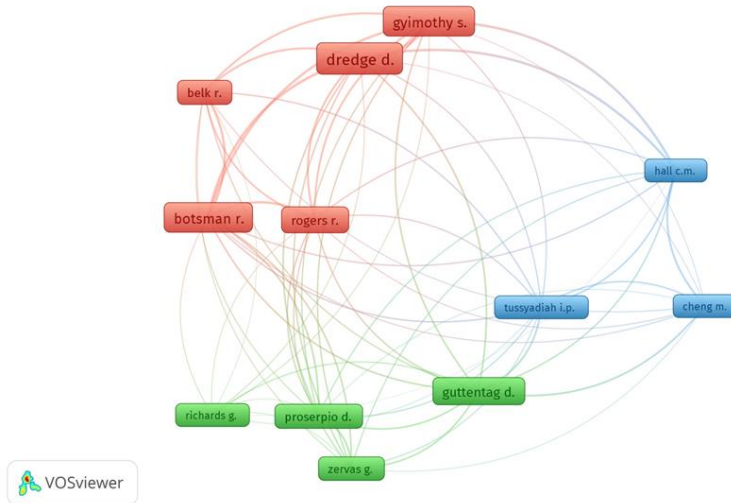 gyimothy s.
dredge d.
belk r.
hall c.m.
botsman r.
rogers r.
tussyadiah i.p.
cheng m.
guttentag d.
richards g.
proserpio d.
zervas g.
VOSviewer